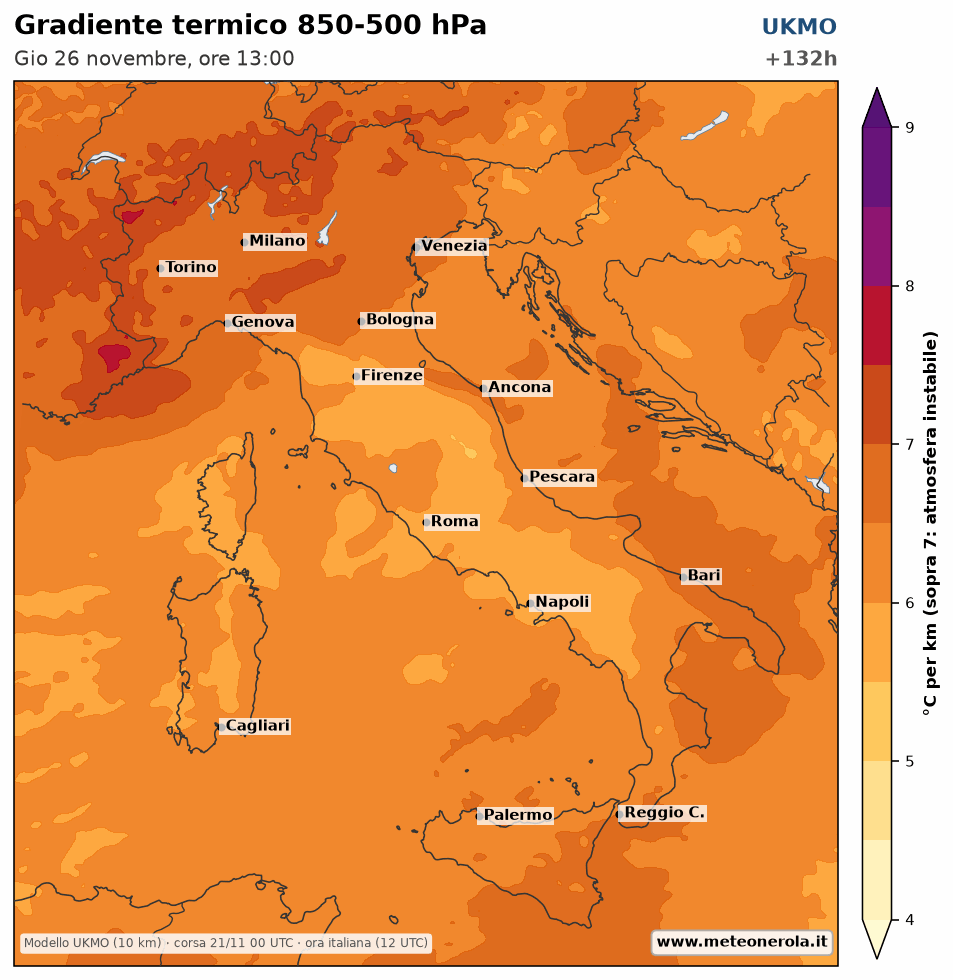 Gradiente termico 850-500 hPa
UKMO
Gio 26 novembre, ore 13:00
+132h
Milano
Venezia
Torino
Genova
Bologna
Firenze
Ancona
Pescara
Roma
Bari
Napoli
Cagliari
Palermo
Reggio C.
9
8
7
6
5
4
°C per km (sopra 7: atmosfera instabile)
Modello UKMO (10 km) · corsa 21/11 00 UTC · ora italiana (12 UTC)
www.meteonerola.it